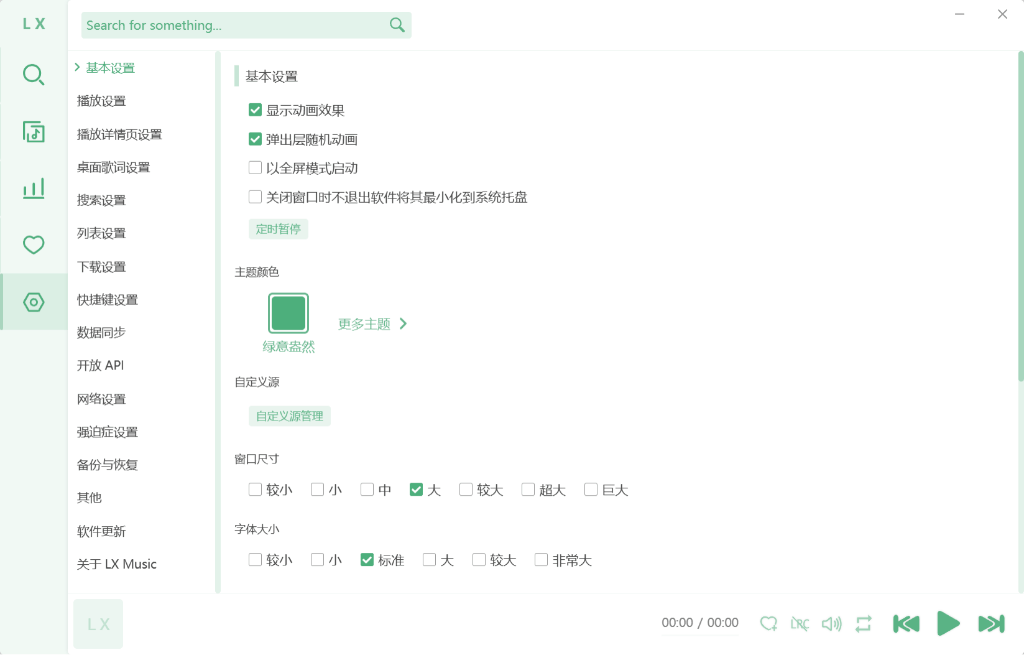 LX
Search for something...
基本设置
播放设置
播放详情页设置
桌面歌词设置
搜索设置
列表设置
下载设置
快捷键设置
数据同步
开放 API
网络设置
强迫症设置
备份与恢复
其他
软件更新
关于 LX Music
基本设置
显示动画效果
弹出层随机动画
以全屏模式启动
关闭窗口时不退出软件将其最小化到系统托盘
定时暂停
主题颜色
更多主题
绿意盎然
自定义源
自定义源管理
窗口尺寸
较小 小 中 大 较大 超大 巨大
字体大小
较小 小 标准 大 较大 非常大
LX
00:00 / 00:00
LRC